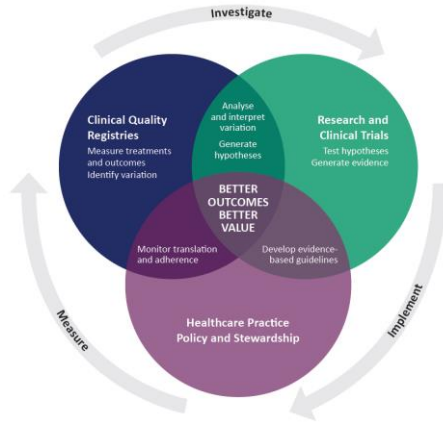 Investigate
Clinical Quality
Registries
Measure treatments
and outcomes
Identify variation
Analyse
and interpret
variation
Generate
hypotheses
Research and
Clinical Trials
Test hypotheses
Generate evidence
BETTER
OUTCOMES
BETTER
VALUE
Monitor translation
and adherence
Develop evidence-
based guidelines
Healthcare Practice
Policy and Stewardship
Measure
Implement